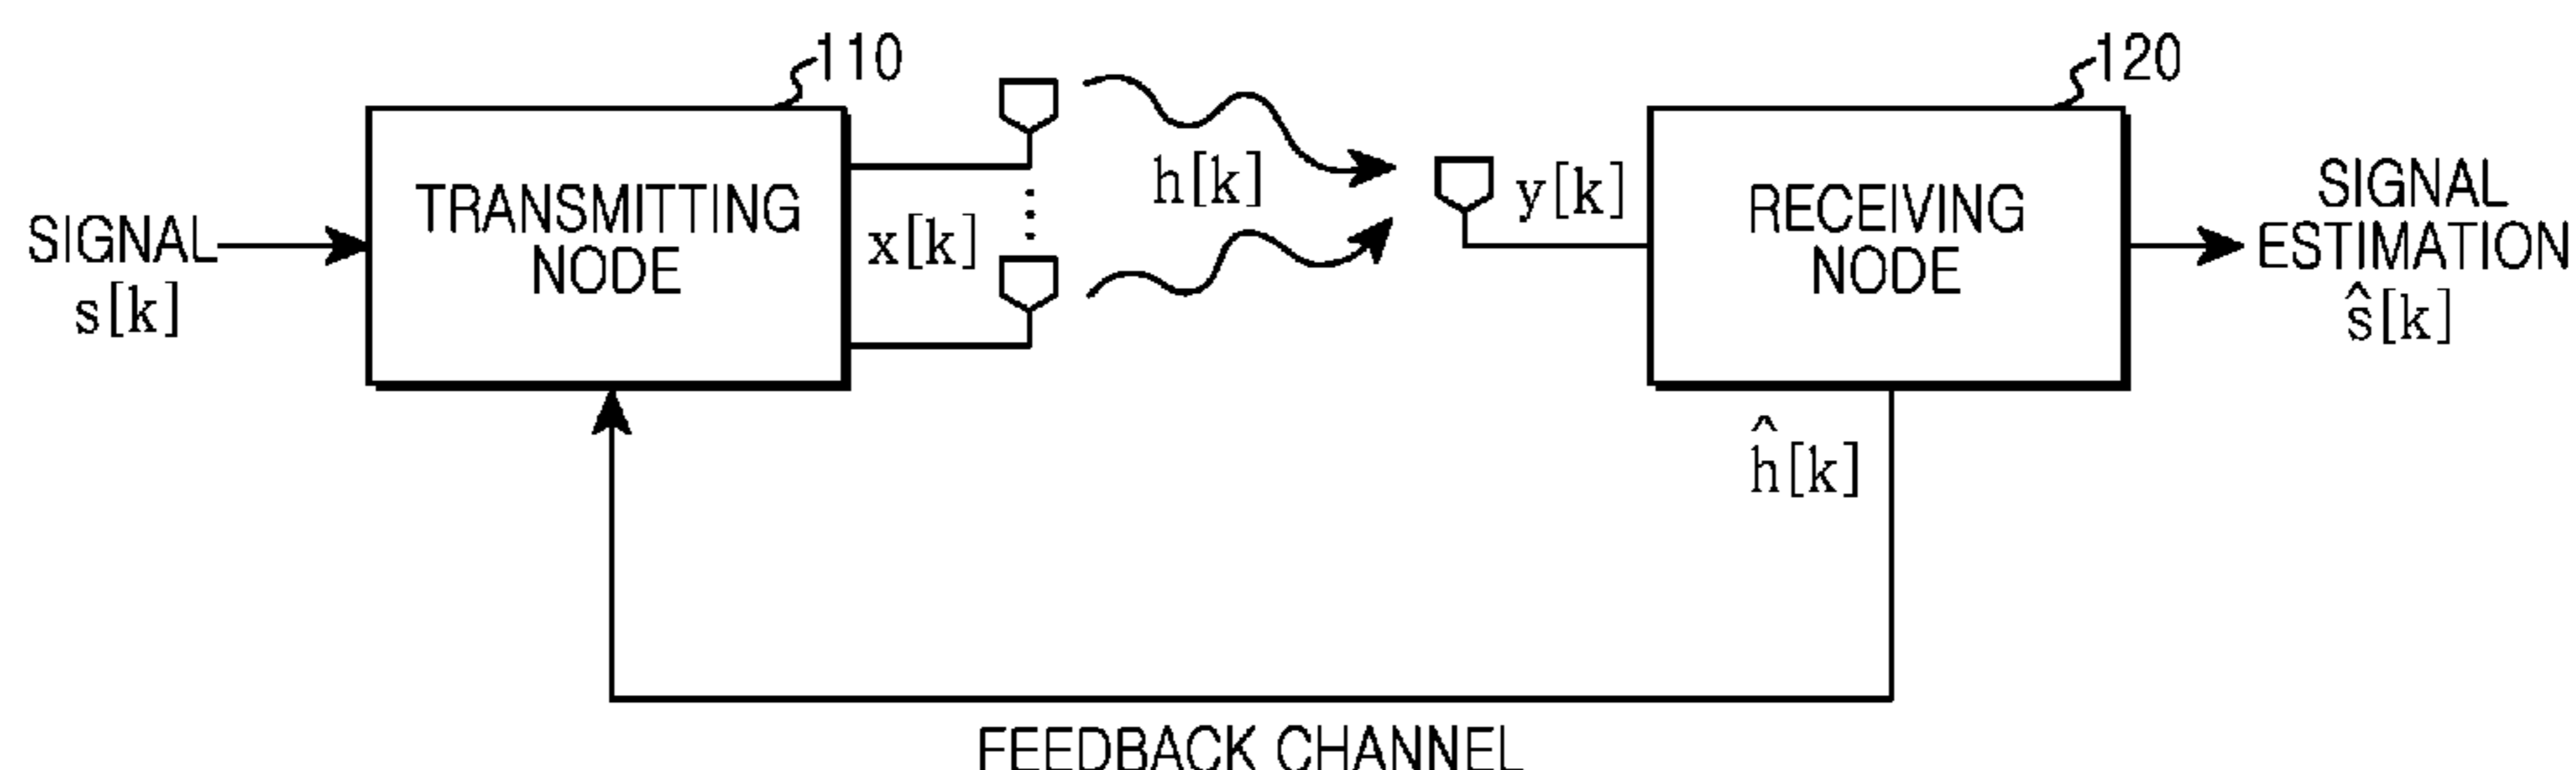 110
120
SIGNAL
s[k]
TRANSMITTING
NODE
x[k]
h[k]
y[k]
RECEIVING
NODE
SIGNAL
ESTIMATION
ŝ[k]
ĥ[k]
FEEDBACK CHANNEL